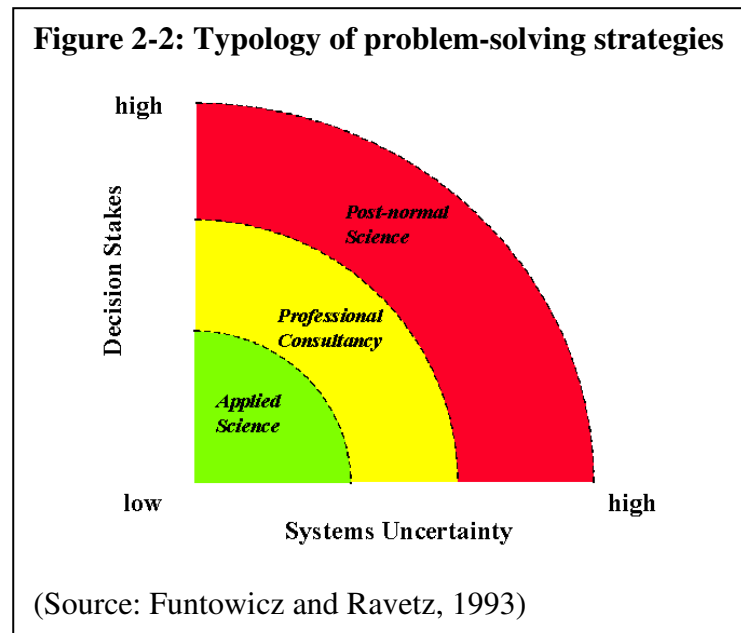 Figure 2-2: Typology of problem-solving strategies
high
Decision Stakes
Post-normal
Science
Professional
Consultancy
Applied
Science
low
high
Systems Uncertainty
(Source: Funtowicz and Ravetz, 1993)